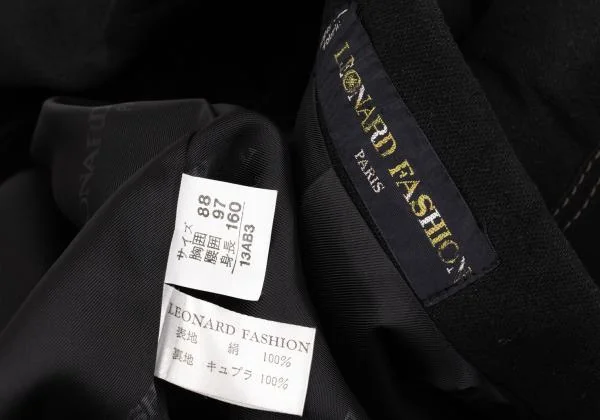 LEONARD FASHION
PARIS
サイズ
胸囲 88
腰囲 97
身長 160
13AB3
LEONARD FASHION
表地 絹 100%
裏地 キュプラ 100%